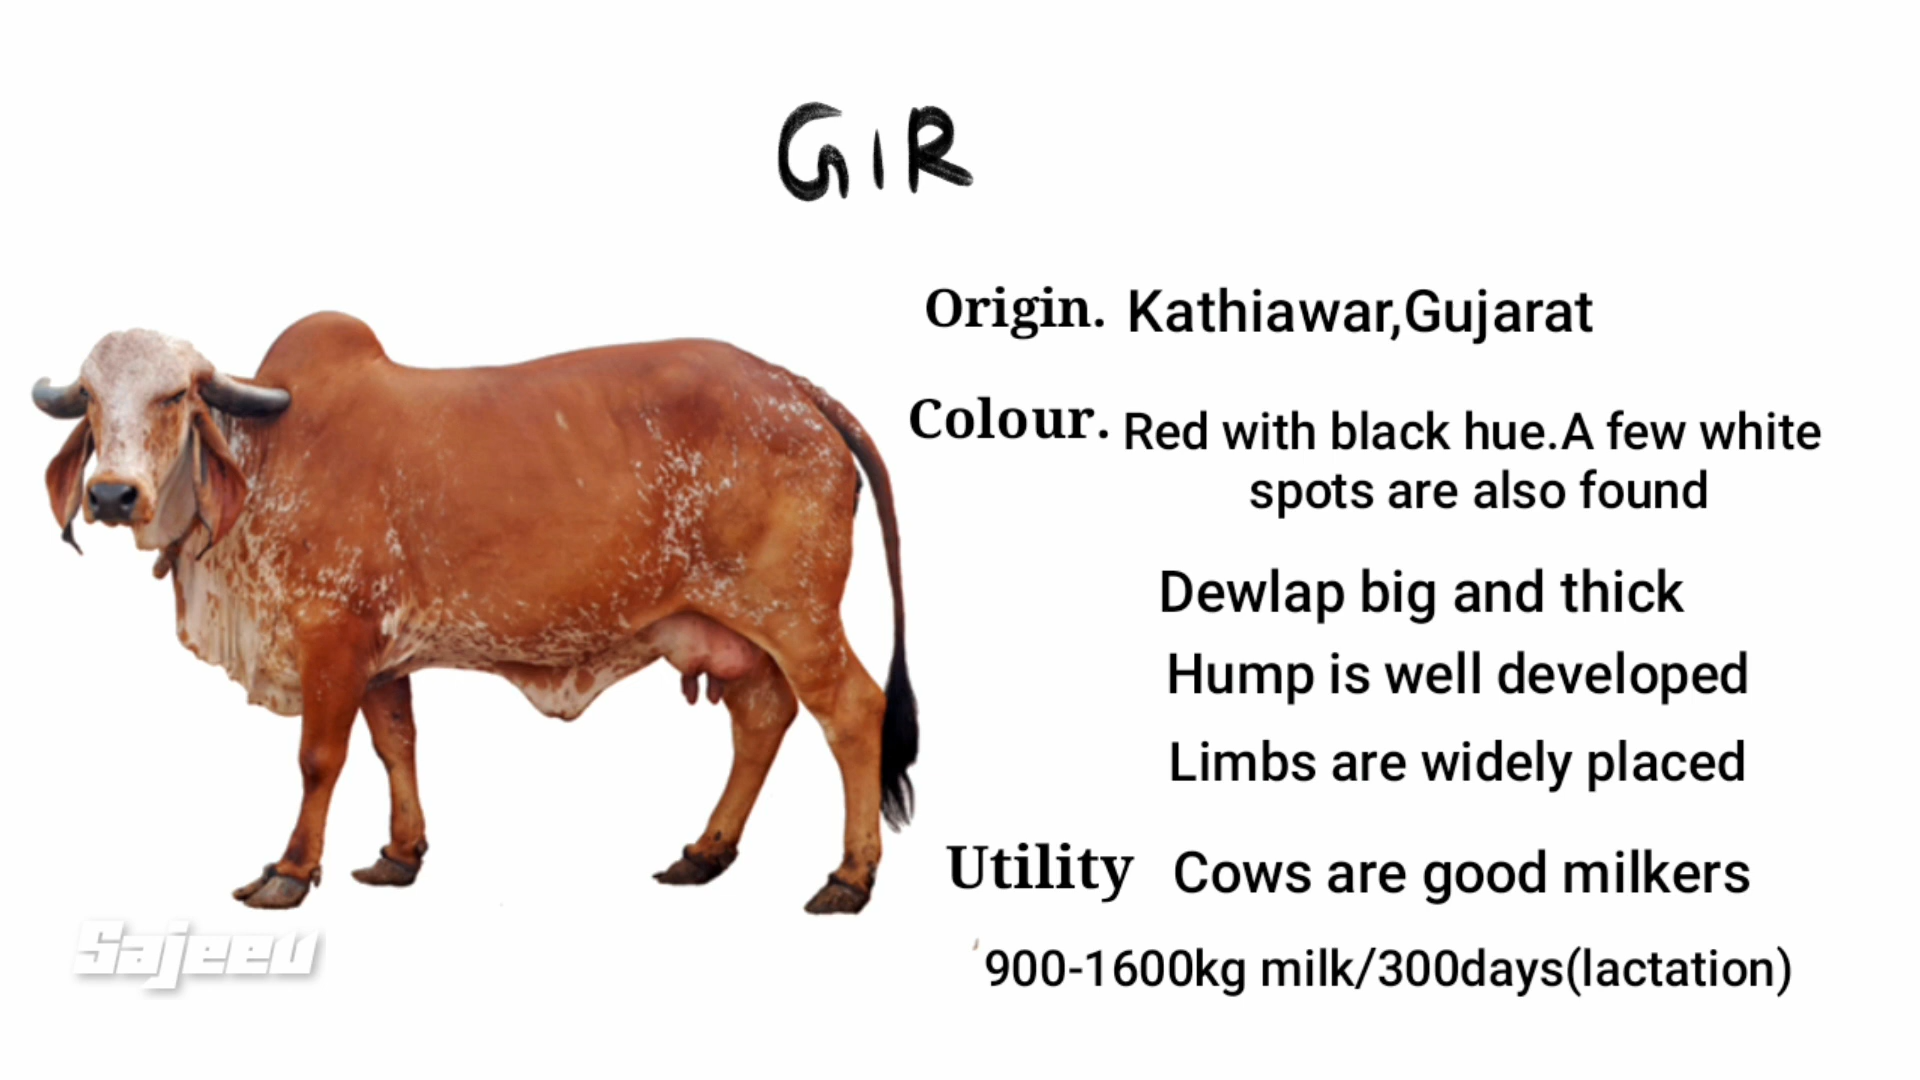 GIR
Origin. Kathiawar,Gujarat
Colour. Red with black hue.A few white
spots are also found
Dewlap big and thick
Hump is well developed
Limbs are widely placed
Utility Cows are good milkers
900-1600kg milk/300days(lactation)
Sajeev